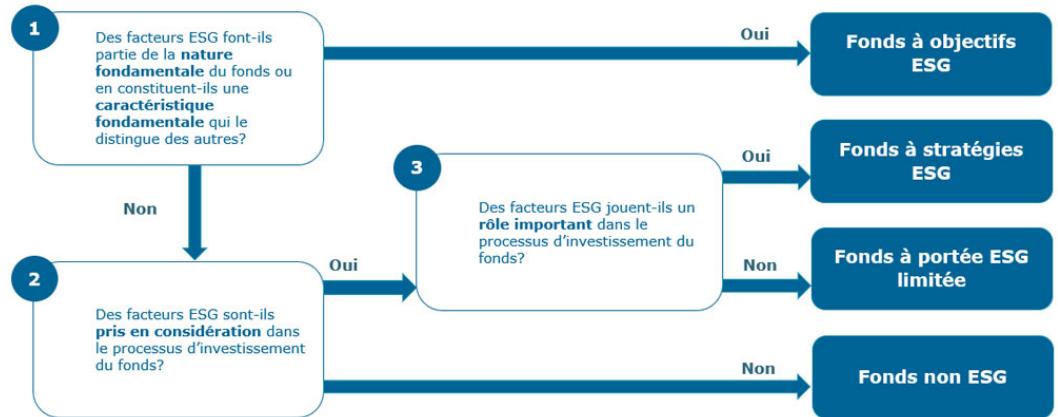 1
Des facteurs ESG font-ils
partie de la nature
fondamentale du fonds ou
en constituent-ils une
caractéristique
fondamentale qui le
distingue des autres?
Oui
Fonds à objectifs
ESG
Non
3
Des facteurs ESG jouent-ils un
rôle important dans le
processus d'investissement du
fonds?
Oui
Fonds à stratégies
ESG
Non
Fonds à portée ESG
limitée
2
Des facteurs ESG sont-ils
pris en considération dans
le processus d'investissement
du fonds?
Oui
Non
Fonds non ESG